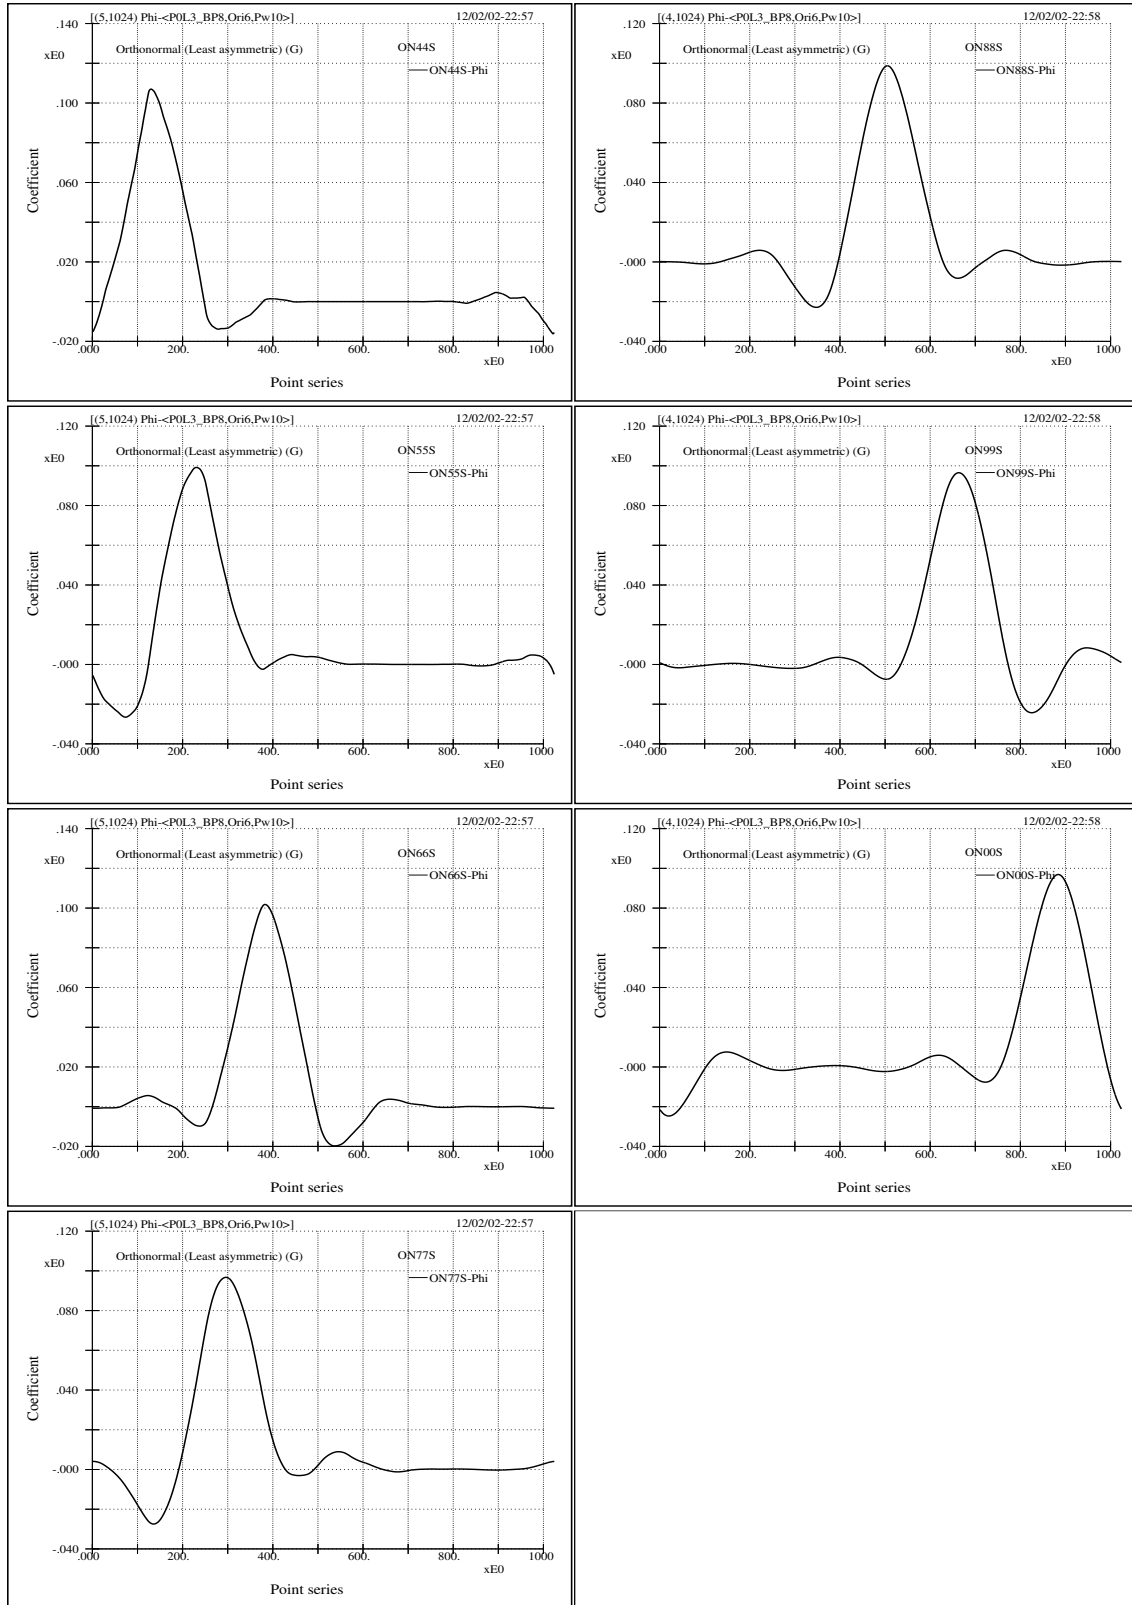 [(5,1024) Phi-<P0L3_BP8,Ori6,Pw10>] 12/02/02-22:57
.140
xE0
Orthonormal (Least asymmetric) (G) ON44S
ON44S-Phi
.100
.060
.020
-.020
Coefficient
.000 200. 400. 600. 800. 1000
xE0
Point series
[(4,1024) Phi-<P0L3_BP8,Ori6,Pw10>] 12/02/02-22:58
.120
xE0
Orthonormal (Least asymmetric) (G) ON88S
ON88S-Phi
.080
.040
-.000
-.040
Coefficient
.000 200. 400. 600. 800. 1000
xE0
Point series
[(5,1024) Phi-<P0L3_BP8,Ori6,Pw10>] 12/02/02-22:57
.120
xE0
Orthonormal (Least asymmetric) (G) ON55S
ON55S-Phi
.080
.040
-.000
-.040
Coefficient
.000 200. 400. 600. 800. 1000
xE0
Point series
[(4,1024) Phi-<P0L3_BP8,Ori6,Pw10>] 12/02/02-22:58
.120
xE0
Orthonormal (Least asymmetric) (G) ON99S
ON99S-Phi
.080
.040
-.000
-.040
Coefficient
.000 200. 400. 600. 800. 1000
xE0
Point series
[(5,1024) Phi-<P0L3_BP8,Ori6,Pw10>] 12/02/02-22:57
.140
xE0
Orthonormal (Least asymmetric) (G) ON66S
ON66S-Phi
.100
.060
.020
-.020
Coefficient
.000 200. 400. 600. 800. 1000
xE0
Point series
[(4,1024) Phi-<P0L3_BP8,Ori6,Pw10>] 12/02/02-22:58
.120
xE0
Orthonormal (Least asymmetric) (G) ON00S
ON00S-Phi
.080
.040
-.000
-.040
Coefficient
.000 200. 400. 600. 800. 1000
xE0
Point series
[(5,1024) Phi-<P0L3_BP8,Ori6,Pw10>] 12/02/02-22:57
.120
xE0
Orthonormal (Least asymmetric) (G) ON77S
ON77S-Phi
.080
.040
-.000
-.040
Coefficient
.000 200. 400. 600. 800. 1000
xE0
Point series